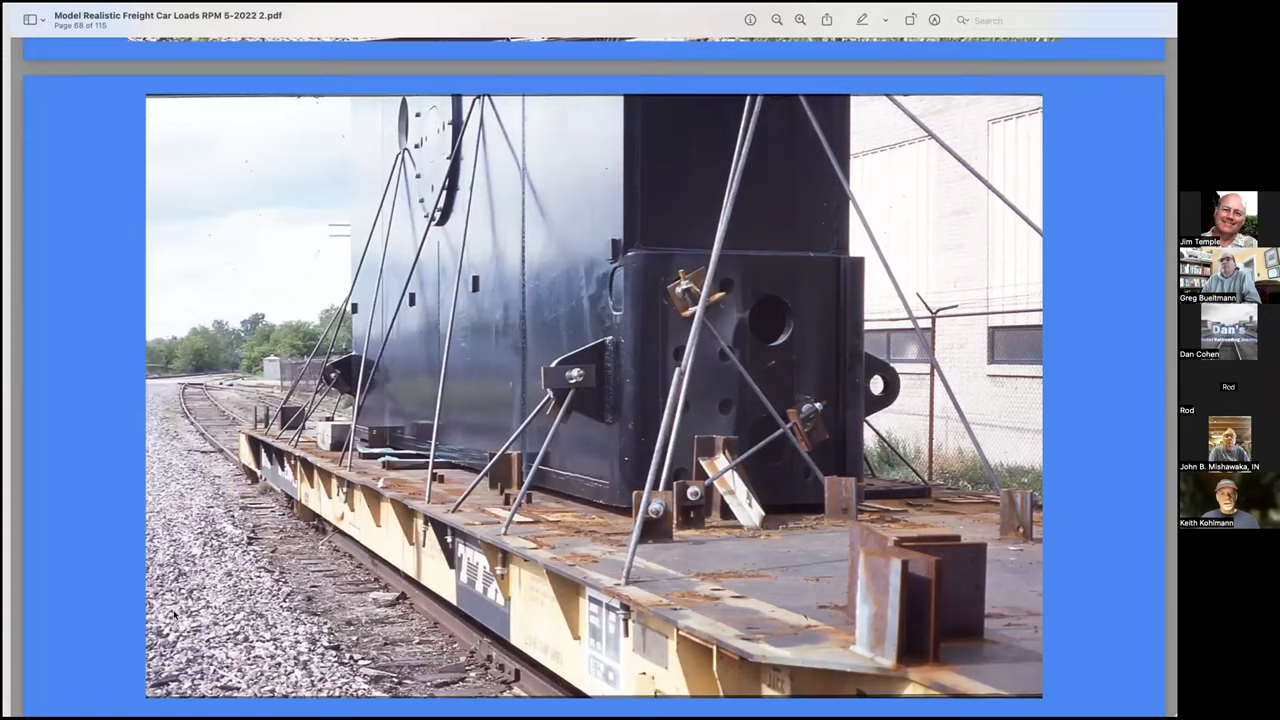 Model Realistic Freight Car Loads RPM 5-2022 2.pdf
Page 68 of 115
Search
Jim Temple
Greg Bueltmann
Dan's
Dan Cohen
Rod
Rod
John B. Mishawaka, IN
Keith Kohlmann
JACK